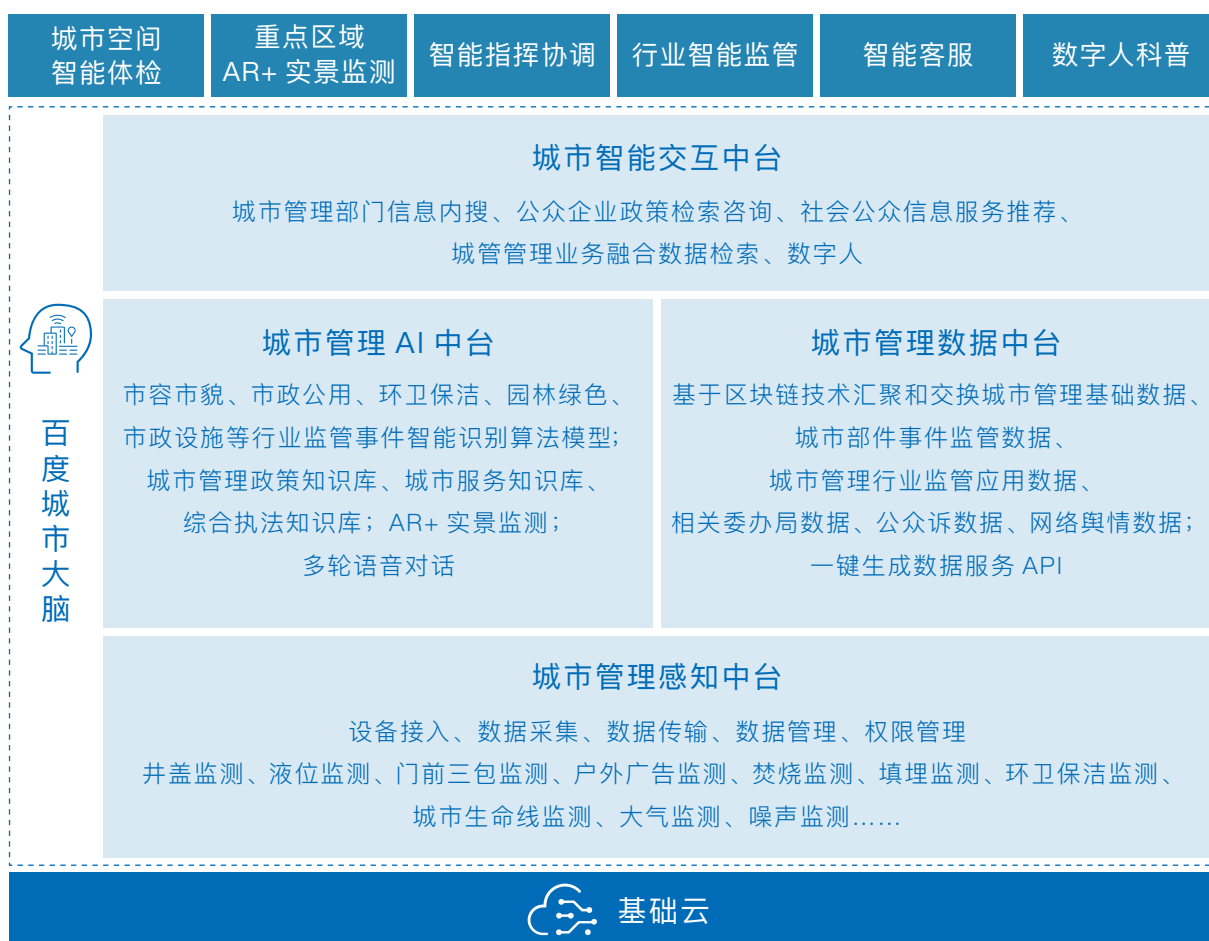 城市空间
智能体检
重点区域
AR+ 实景监测
智能指挥协调
行业智能监管
智能客服
数字人科普
城市智能交互中台
城市管理部门信息内搜、公众企业政策检索咨询、社会公众信息服务推荐、
城管管理业务融合数据检索、数字人
百度城市大脑
城市管理 AI 中台
市容市貌、市政公用、环卫保洁、园林绿色、
市政设施等行业监管事件智能识别算法模型;
城市管理政策知识库、城市服务知识库、
综合执法知识库；AR+ 实景监测；
多轮语音对话
城市管理数据中台
基于区块链技术汇聚和交换城市管理基础数据、
城市部件事件监管数据、
城市管理行业监管应用数据、
相关委办局数据、公众诉数据、网络舆情数据；
一键生成数据服务 API
城市管理感知中台
设备接入、数据采集、数据传输、数据管理、权限管理
井盖监测、液位监测、门前三包监测、户外广告监测、焚烧监测、填埋监测、环卫保洁监测、
城市生命线监测、大气监测、噪声监测……
基础云